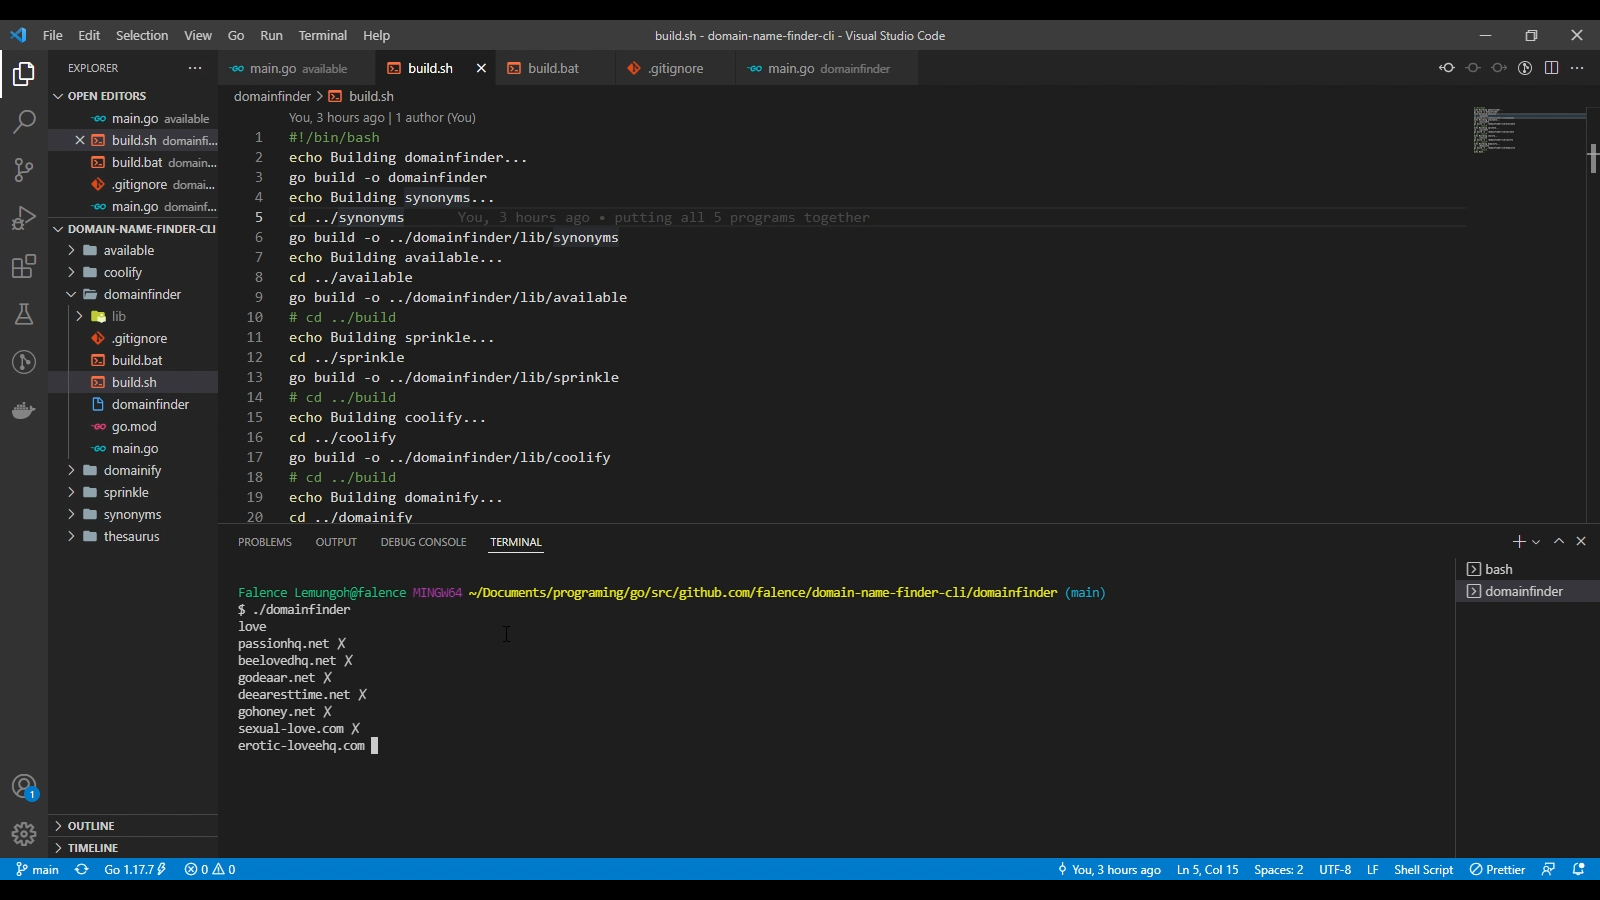 File Edit Selection View Go Run Terminal Help
build.sh - domain-name-finder-cli - Visual Studio Code
EXPLORER
main.go available
build.sh
build.bat
.gitignore
main.go domainfinder
OPEN EDITORS
main.go available
build.sh domainfi...
build.bat domain...
.gitignore domai...
main.go domainf...
DOMAIN-NAME-FINDER-CLI
available
coolify
domainfinder
lib
.gitignore
build.bat
build.sh
domainfinder
go.mod
main.go
domainify
sprinkle
synonyms
thesaurus
OUTLINE
TIMELINE
domainfinder > build.sh
You, 3 hours ago | 1 author (You)
1 #!/bin/bash
2 echo Building domainfinder...
3 go build -o domainfinder
4 echo Building synonyms...
5 cd ../synonyms You, 3 hours ago • putting all 5 programs together
6 go build -o ../domainfinder/lib/synonyms
7 echo Building available...
8 cd ../available
9 go build -o ../domainfinder/lib/available
10 # cd ../build
11 echo Building sprinkle...
12 cd ../sprinkle
13 go build -o ../domainfinder/lib/sprinkle
14 # cd ../build
15 echo Building coolify...
16 cd ../coolify
17 go build -o ../domainfinder/lib/coolify
18 # cd ../build
19 echo Building domainify...
20 cd ../domainify
PROBLEMS OUTPUT DEBUG CONSOLE TERMINAL
Falence Lemungoh@falence MINGW64 ~/Documents/programing/go/src/github.com/falence/domain-name-finder-cli/domainfinder (main)
$ ./domainfinder
love
passionhq.net ✗
beelovedhq.net ✗
godeaar.net ✗
deearesttime.net ✗
gohoney.net ✗
sexual-love.com ✗
erotic-loveehq.com
bash
domainfinder
1
main
Go 1.17.7
0 0
You, 3 hours ago
Ln 5, Col 15
Spaces: 2
UTF-8
LF
Shell Script
Prettier